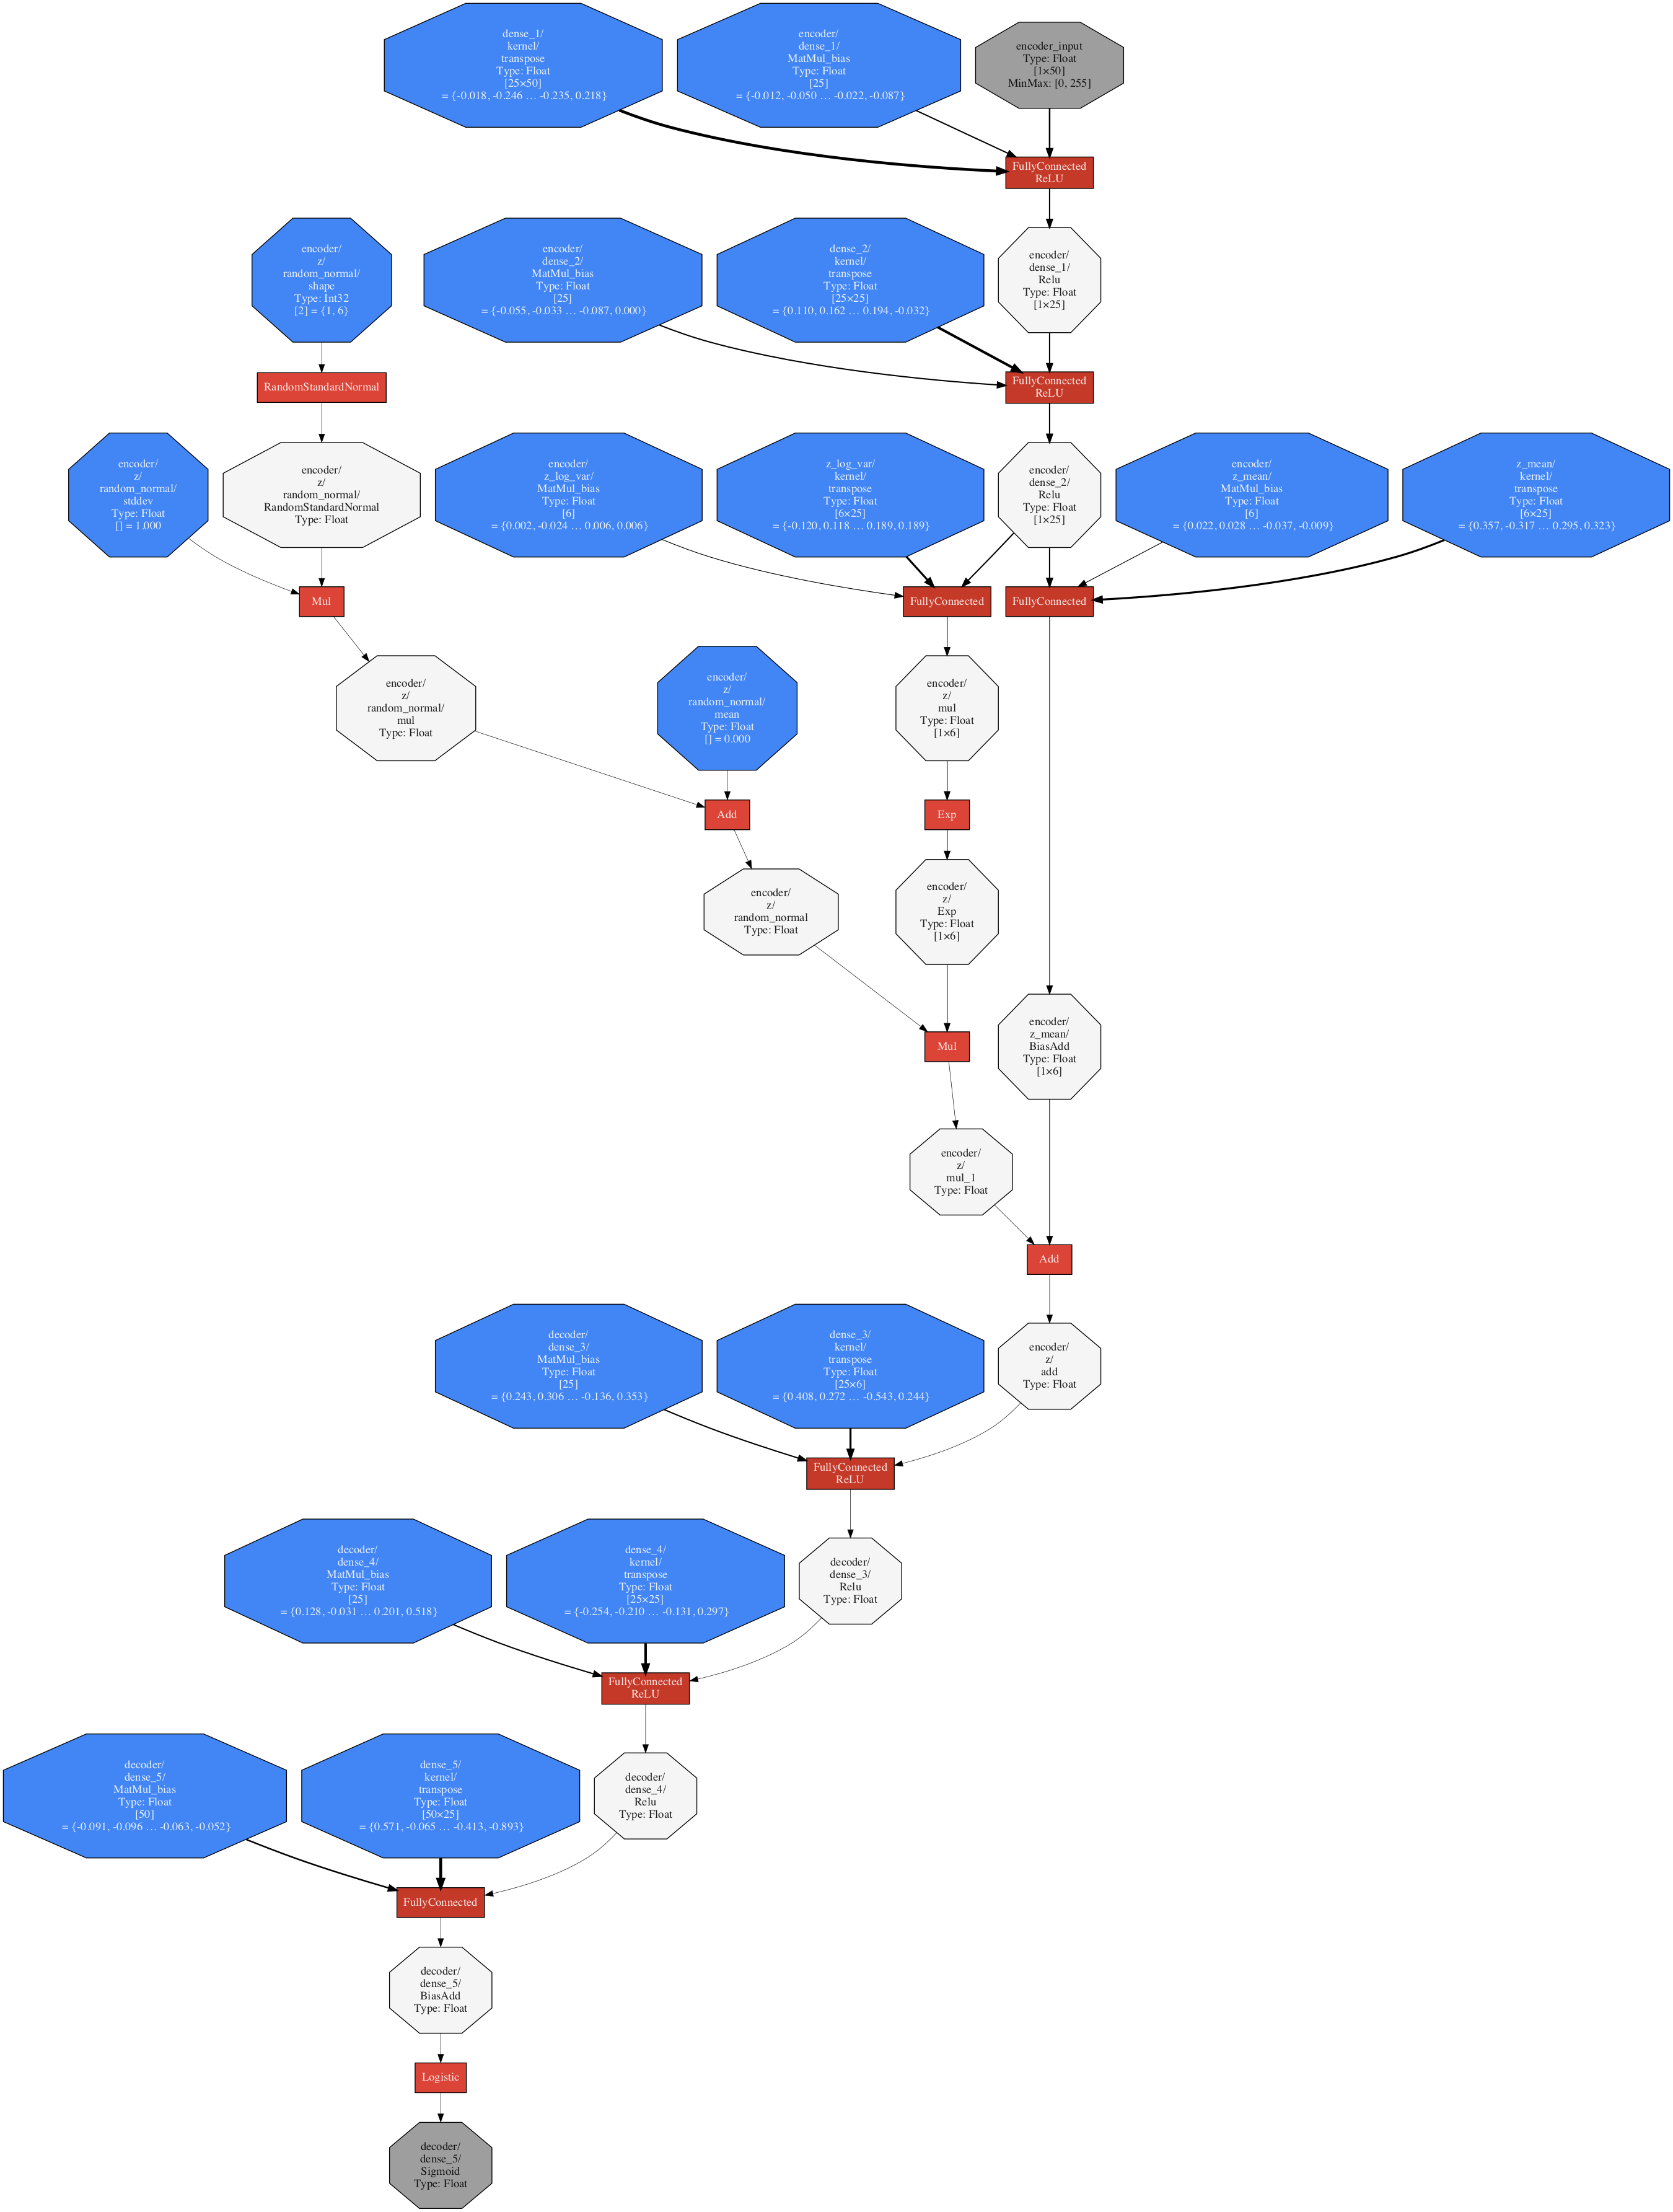 dense_1/
kernel/
transpose
Type: Float
[25×50]
= {-0.018, -0.246 … -0.235, 0.218}
encoder/
dense_1/
MatMul_bias
Type: Float
[25]
= {-0.012, -0.050 … -0.022, -0.087}
encoder_input
Type: Float
[1×50]
MinMax: [0, 255]
FullyConnected
ReLU
encoder/
z/
random_normal/
shape
Type: Int32
[2] = {1, 6}
encoder/
dense_2/
MatMul_bias
Type: Float
[25]
= {-0.055, -0.033 … -0.087, 0.000}
dense_2/
kernel/
transpose
Type: Float
[25×25]
= {0.110, 0.162 … 0.194, -0.032}
encoder/
dense_1/
Relu
Type: Float
[1×25]
RandomStandardNormal
FullyConnected
ReLU
encoder/
z/
random_normal/
stddev
Type: Float
[] = 1.000
encoder/
z/
random_normal/
RandomStandardNormal
Type: Float
encoder/
z_log_var/
MatMul_bias
Type: Float
[6]
= {0.002, -0.024 … 0.006, 0.006}
z_log_var/
kernel/
transpose
Type: Float
[6×25]
= {-0.120, 0.118 … 0.189, 0.189}
encoder/
dense_2/
Relu
Type: Float
[1×25]
encoder/
z_mean/
MatMul_bias
Type: Float
[6]
= {0.022, 0.028 … -0.037, -0.009}
z_mean/
kernel/
transpose
Type: Float
[6×25]
= {0.357, -0.317 … 0.295, 0.323}
Mul
FullyConnected
FullyConnected
encoder/
z/
random_normal/
mul
Type: Float
encoder/
z/
random_normal/
mean
Type: Float
[] = 0.000
encoder/
z/
mul
Type: Float
[1×6]
Add
Exp
encoder/
z/
random_normal
Type: Float
encoder/
z/
Exp
Type: Float
[1×6]
Mul
encoder/
z_mean/
BiasAdd
Type: Float
[1×6]
encoder/
z/
mul_1
Type: Float
Add
decoder/
dense_3/
MatMul_bias
Type: Float
[25]
= {0.243, 0.306 … -0.136, 0.353}
dense_3/
kernel/
transpose
Type: Float
[25×6]
= {0.408, 0.272 … -0.543, 0.244}
encoder/
z/
add
Type: Float
FullyConnected
ReLU
decoder/
dense_4/
MatMul_bias
Type: Float
[25]
= {0.128, -0.031 … 0.201, 0.518}
dense_4/
kernel/
transpose
Type: Float
[25×25]
= {-0.254, -0.210 … -0.131, 0.297}
decoder/
dense_3/
Relu
Type: Float
FullyConnected
ReLU
decoder/
dense_5/
MatMul_bias
Type: Float
[50]
= {-0.091, -0.096 … -0.063, -0.052}
dense_5/
kernel/
transpose
Type: Float
[50×25]
= {0.571, -0.065 … -0.413, -0.893}
decoder/
dense_4/
Relu
Type: Float
FullyConnected
decoder/
dense_5/
BiasAdd
Type: Float
Logistic
decoder/
dense_5/
Sigmoid
Type: Float